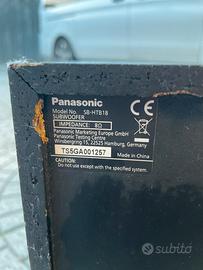 Panasonic
Model No SB-HTB18
SUBWOOFER
IMPEDANCE 8Ω
Panasonic Marketing Europe GmbH
Panasonic Testing Centre
Winsbergring 15, 22525 Hamburg, Germany
TS5GA001257
Made in China
CAUTION:
Do not use except with the specified system.
CE
subito